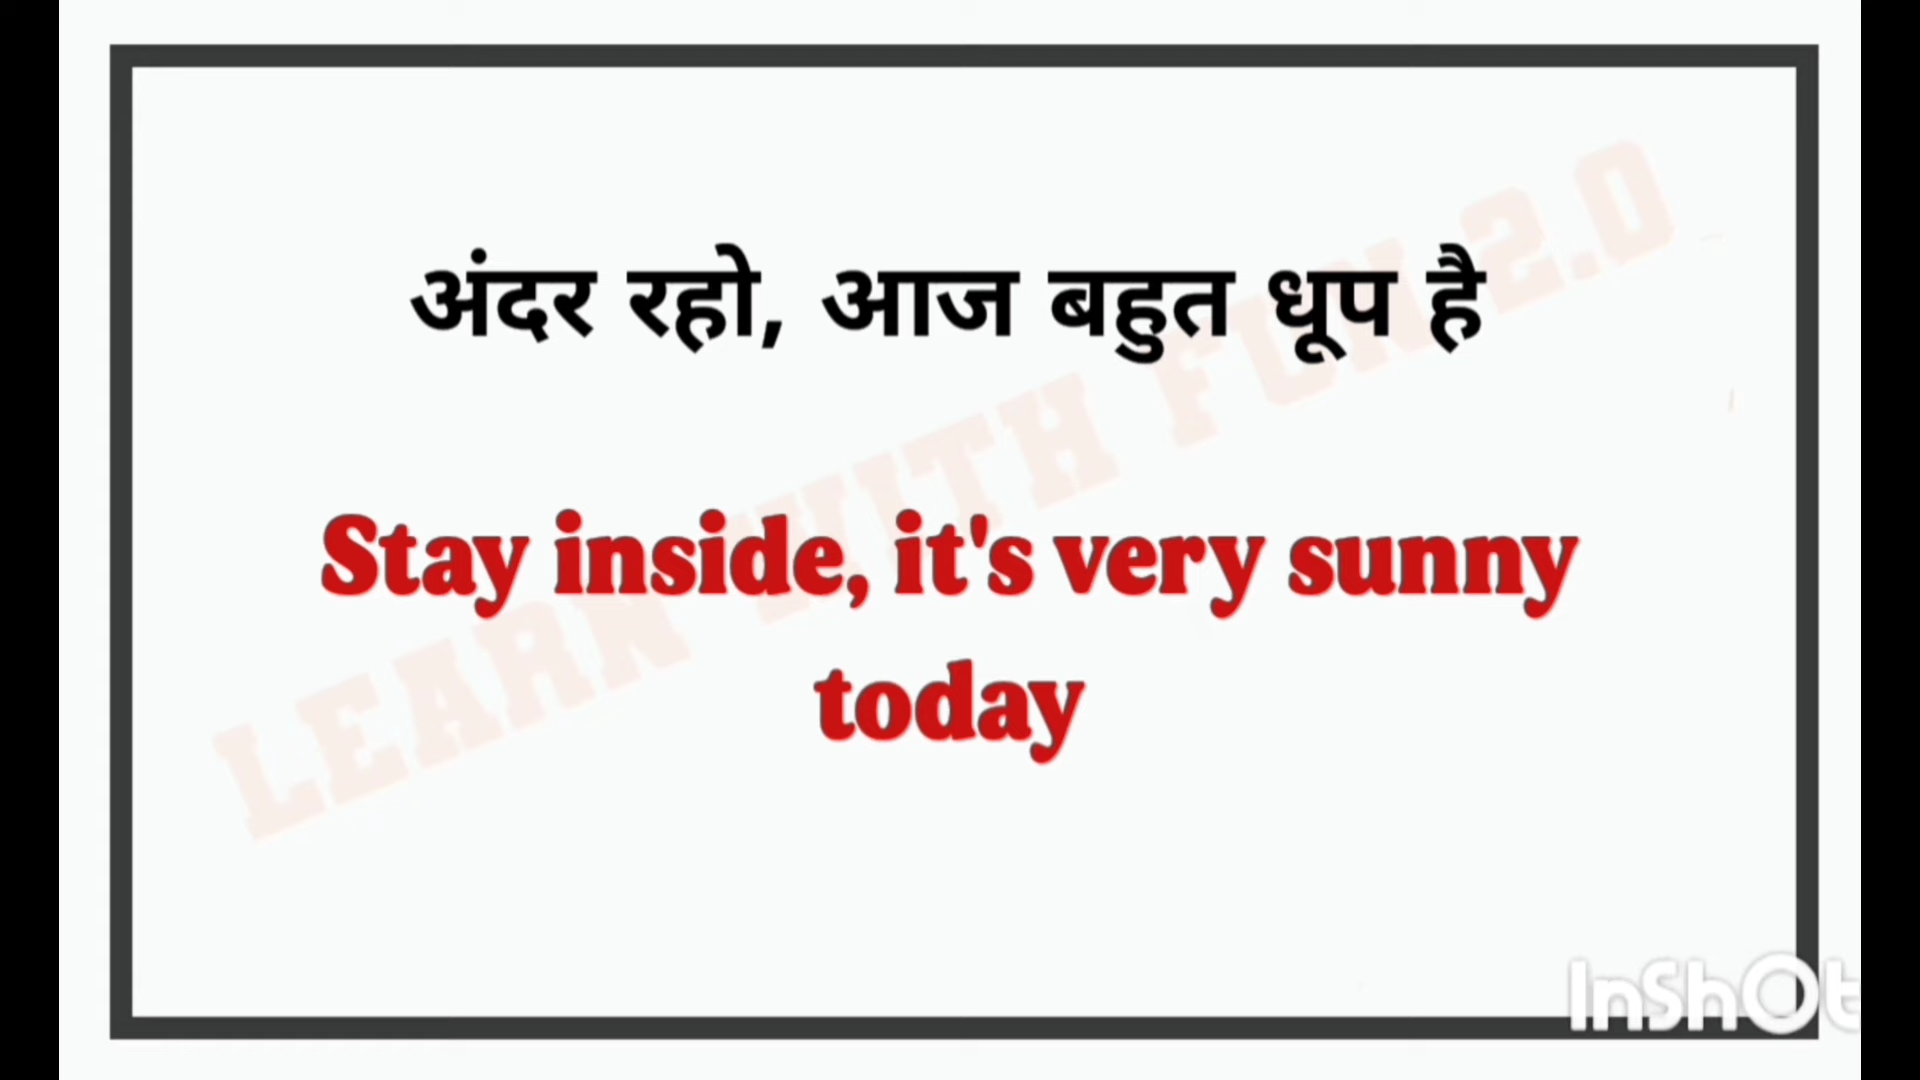 अंदर रहो, आज बहुत धूप है
Stay inside, it's very sunny
today
LEARN WITH FUN 2.0
InShOt